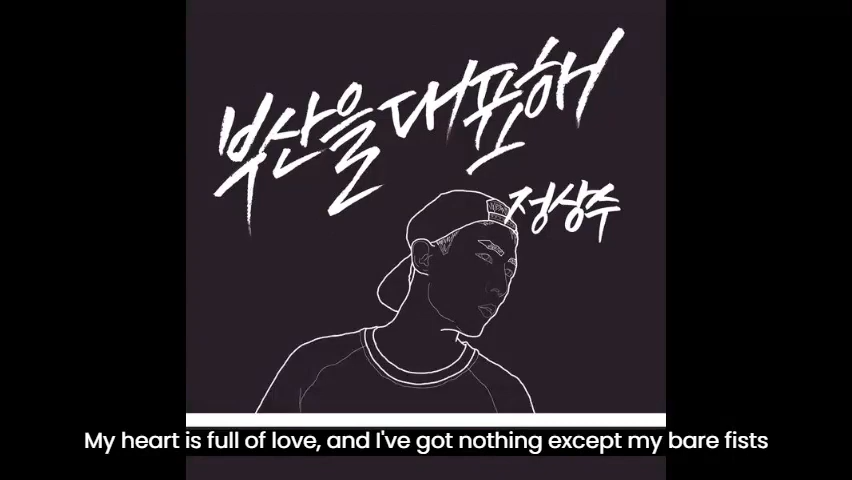 부산을대표해
정상주
My heart is full of love, and I've got nothing except my bare fists